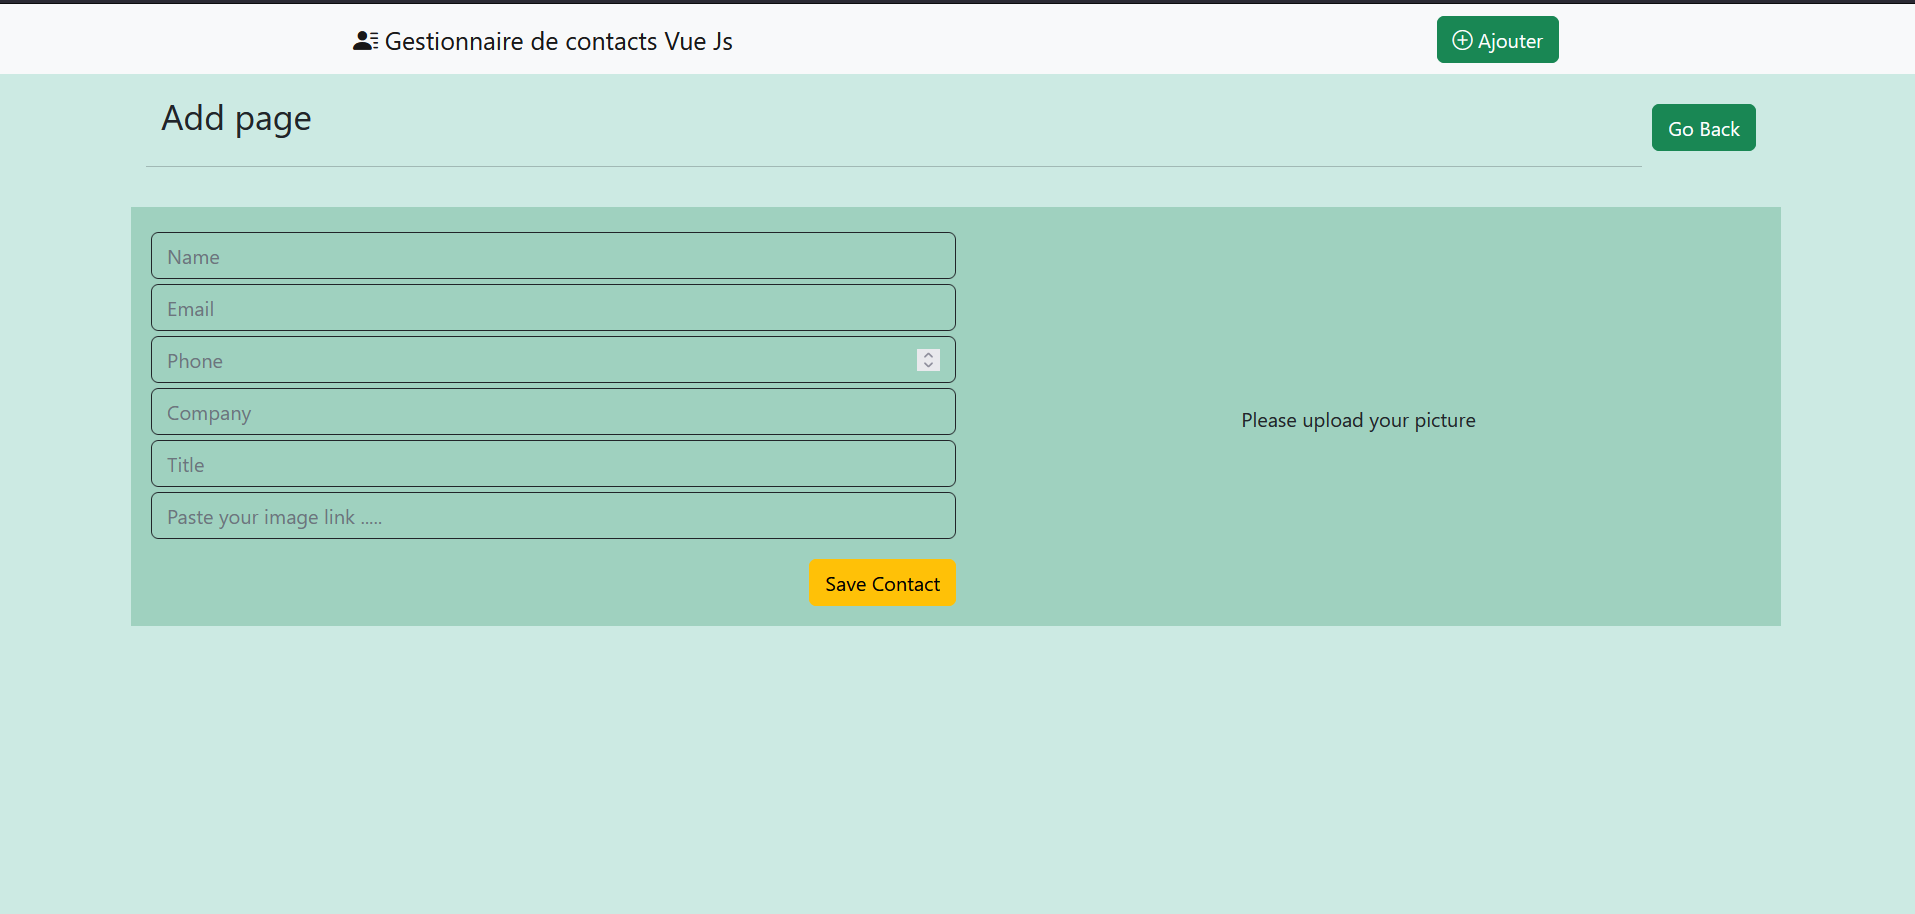 Gestionnaire de contacts Vue Js
Ajouter
Add page
Go Back
Name
Email
Phone
Company
Title
Paste your image link .....
Save Contact
Please upload your picture